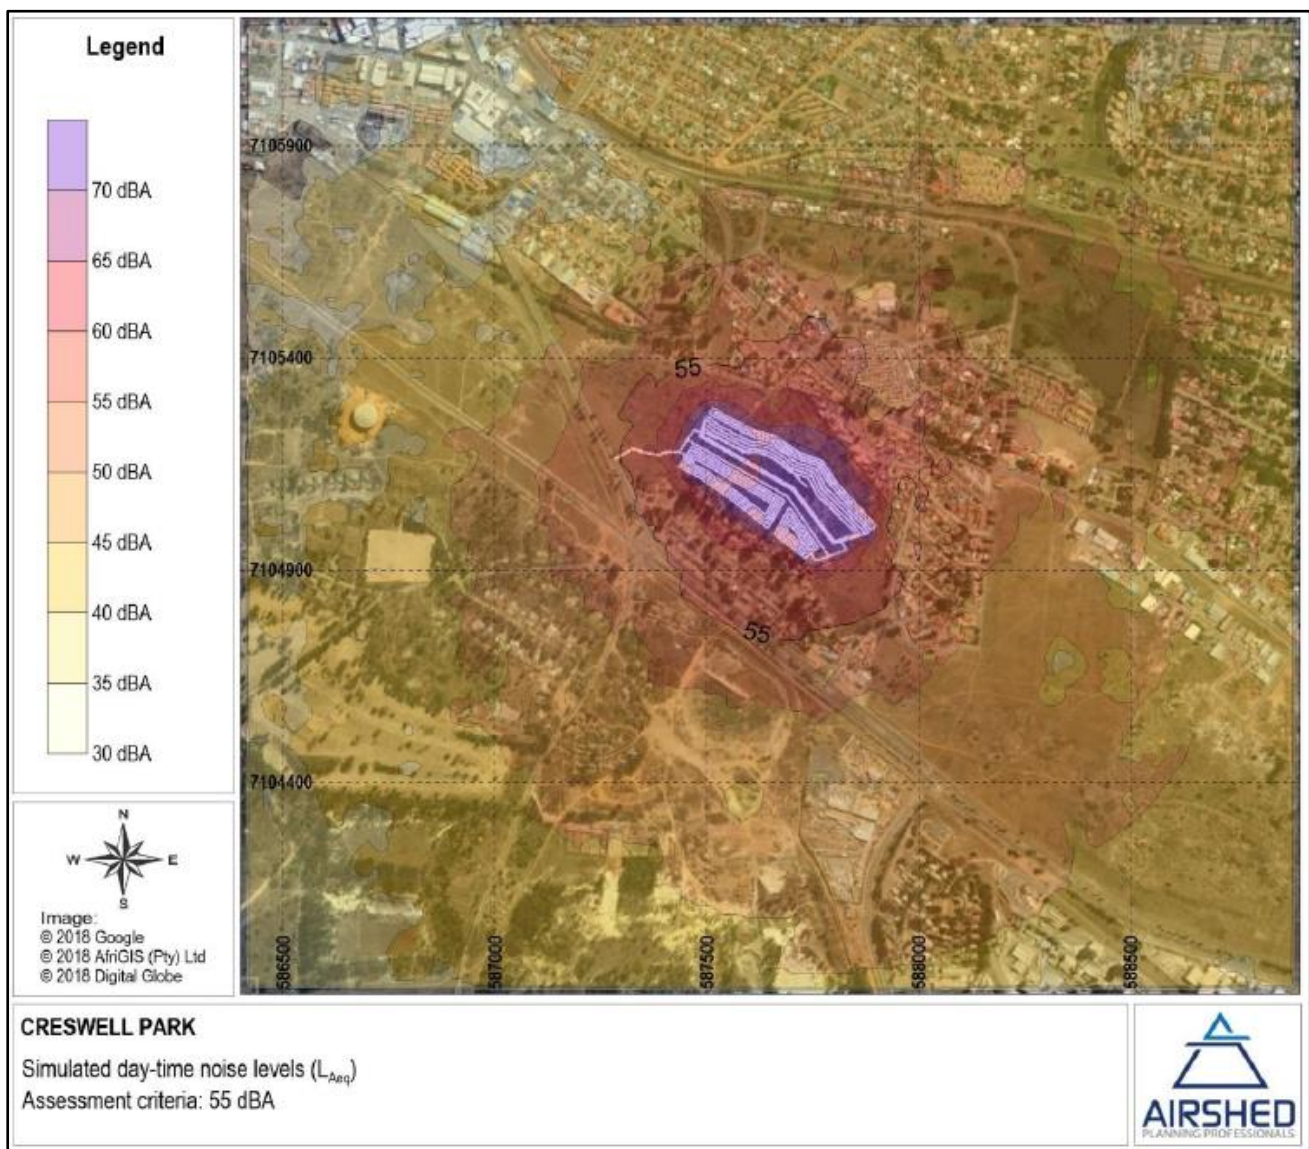 Legend
70 dBA
65 dBA
60 dBA
55 dBA
50 dBA
45 dBA
40 dBA
35 dBA
30 dBA
N
W E
S
Image:
© 2018 Google
© 2018 AfriGIS (Pty) Ltd
© 2018 Digital Globe
7105900
7105400
7104900
7104400
55
55
586500
587000
587500
588000
588500
CRESWELL PARK
Simulated day-time noise levels (LAeq)
Assessment criteria: 55 dBA
AIRSHED
PLANNING PROFESSIONALS